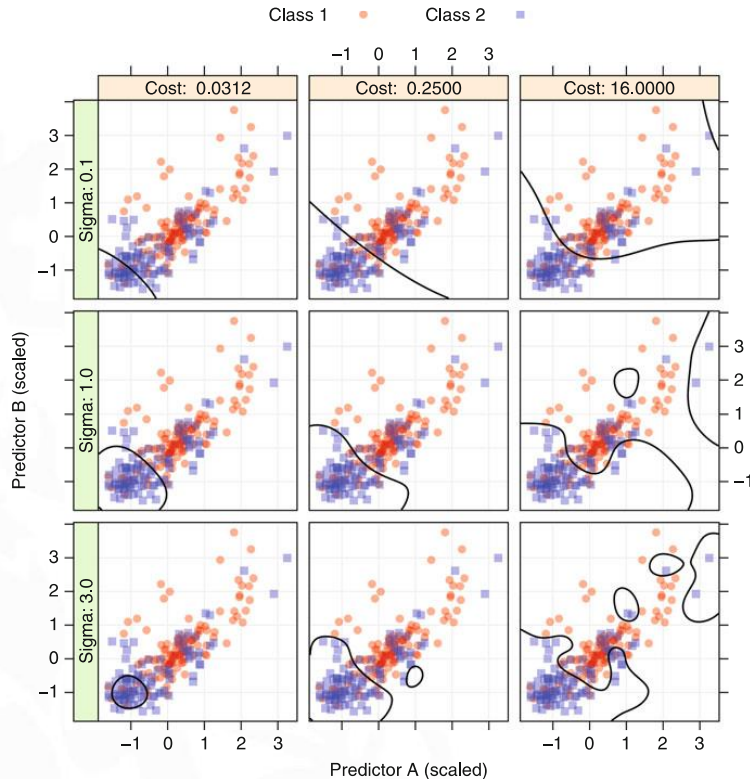 Class 1 Class 2
−1 0 1 2 3
Cost: 0.0312 Cost: 0.2500 Cost: 16.0000
Sigma: 0.1
3
2
1
0
−1
Sigma: 1.0
3
2
1
0
−1
Sigma: 3.0
3
2
1
0
−1
−1 0 1 2 3
−1 0 1 2 3
Predictor B (scaled)
Predictor A (scaled)